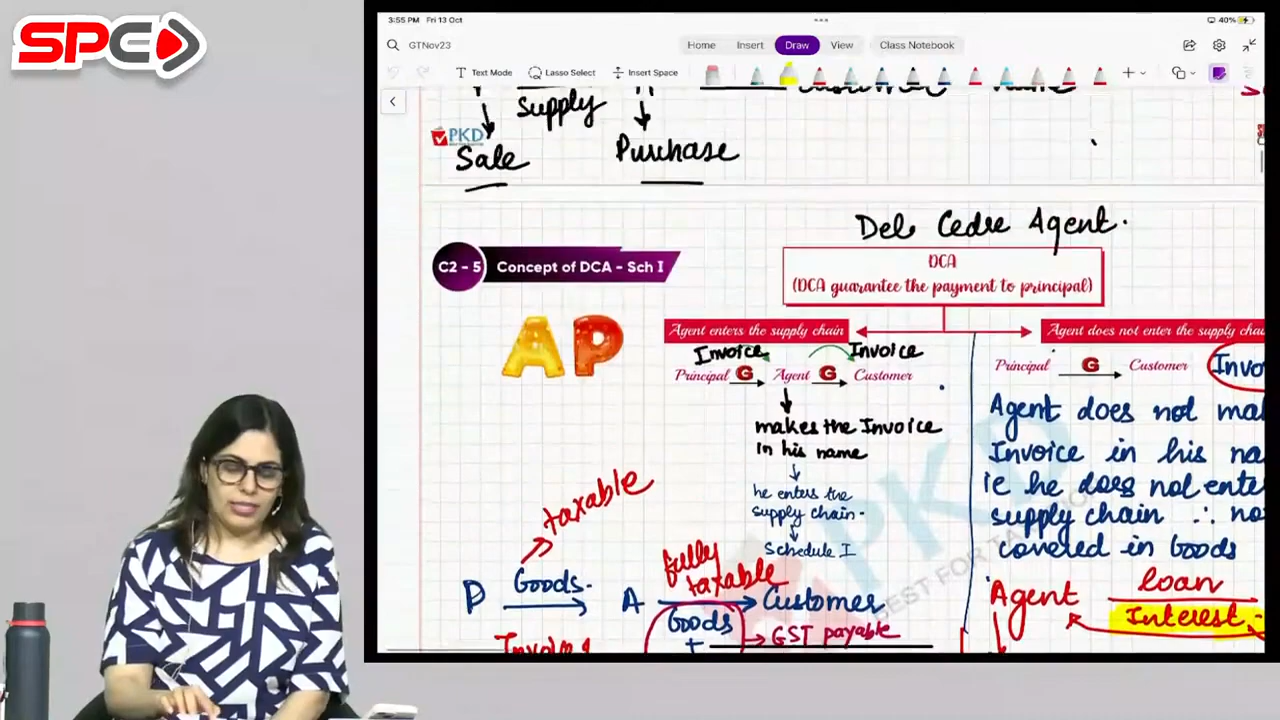 SPC
3:55 PM Fri 13 Oct
40%
GTNov23
Home Insert Draw View Class Notebook
Text Mode Lasso Select Insert Space
Supply
PKD
Sale
Purchase
Del Cedre Agent.
C2 - 5 Concept of DCA - Sch I
DCA
(DCA guarantee the payment to principal)
AP
Agent enters the supply chain
Invoice Invoice
Principal G Agent G Customer
makes the Invoice
in his name
he enters the
supply chain.
Schedule I
taxable
fully
taxable
P Goods. A Customer
Goods GST payable
+
Agent does not enter the supply chai
Principal G Customer Invo
Agent does not ma
Invoice in his na
ie he does not ente
supply chain ∴ no
covered in Goods
Agent loan
Interest